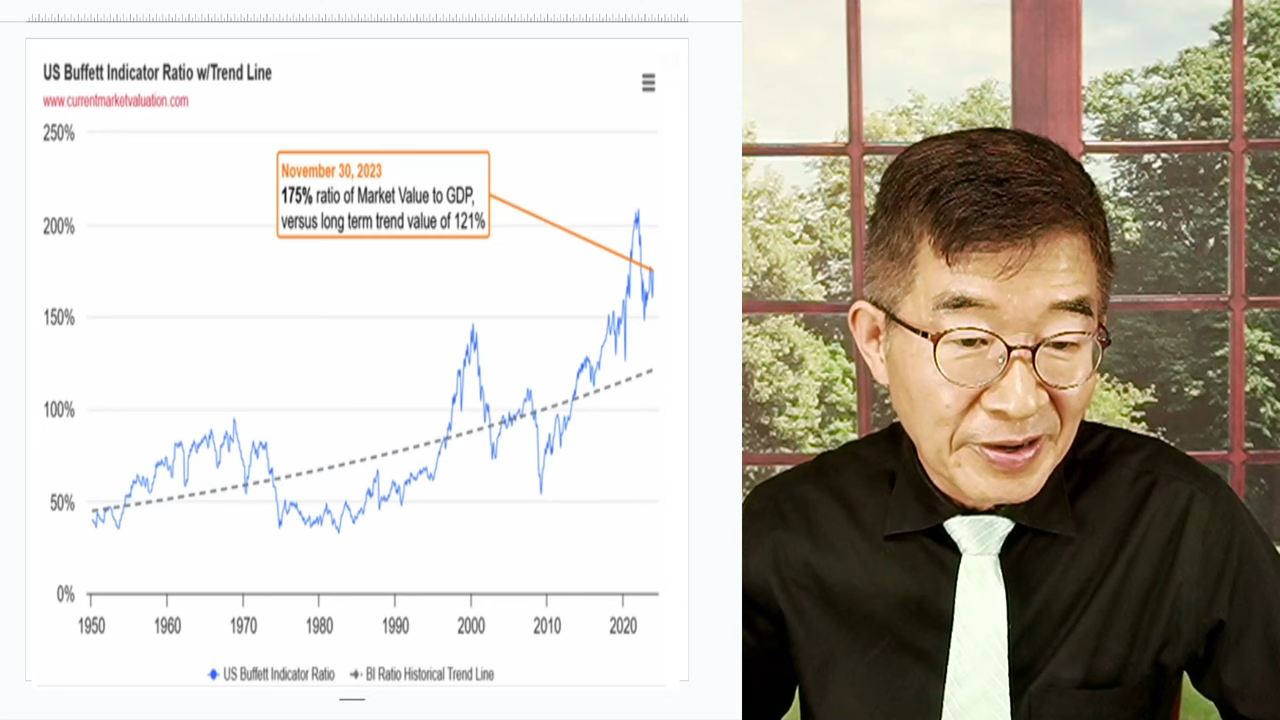 US Buffett Indicator Ratio w/Trend Line
www.currentmarketvaluation.com
250%
November 30, 2023
175% ratio of Market Value to GDP,
versus long term trend value of 121%
200%
150%
100%
50%
0%
1950 1960 1970 1980 1990 2000 2010 2020
US Buffett Indicator Ratio BI Ratio Historical Trend Line